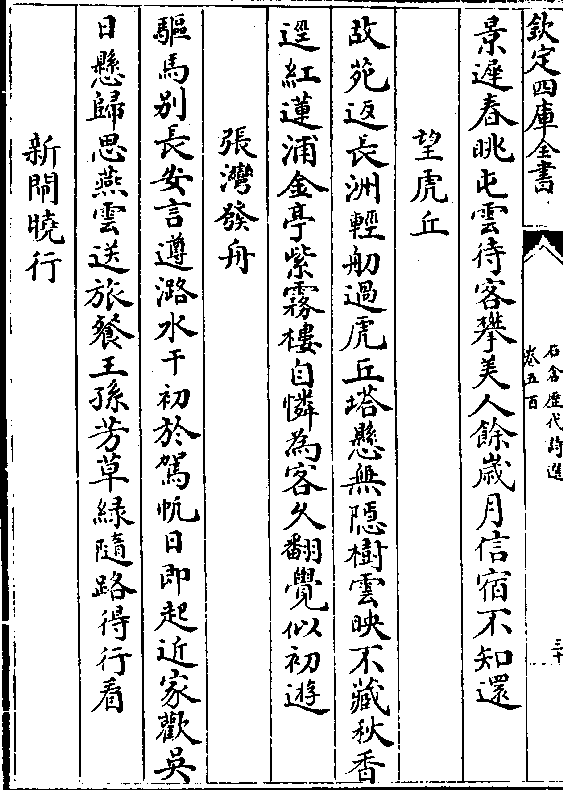 欽定四庫全書
石倉歷代詩選
卷五百
三十
景遲春眺屯雲待客攀美人餘歲月信宿不知還
望虎丘
故苑返長洲輕舠過虎丘塔懸無隱樹雲映不藏秋香
逕紅蓮浦金亭紫霧樓自憐為客久翻覺似初遊
張灣發舟
驅馬别長安言遵潞水干初於駕帆日即起近家歡吳
日懸歸思燕雲送旅餐王孫芳草緑隨路得行看
新閘曉行